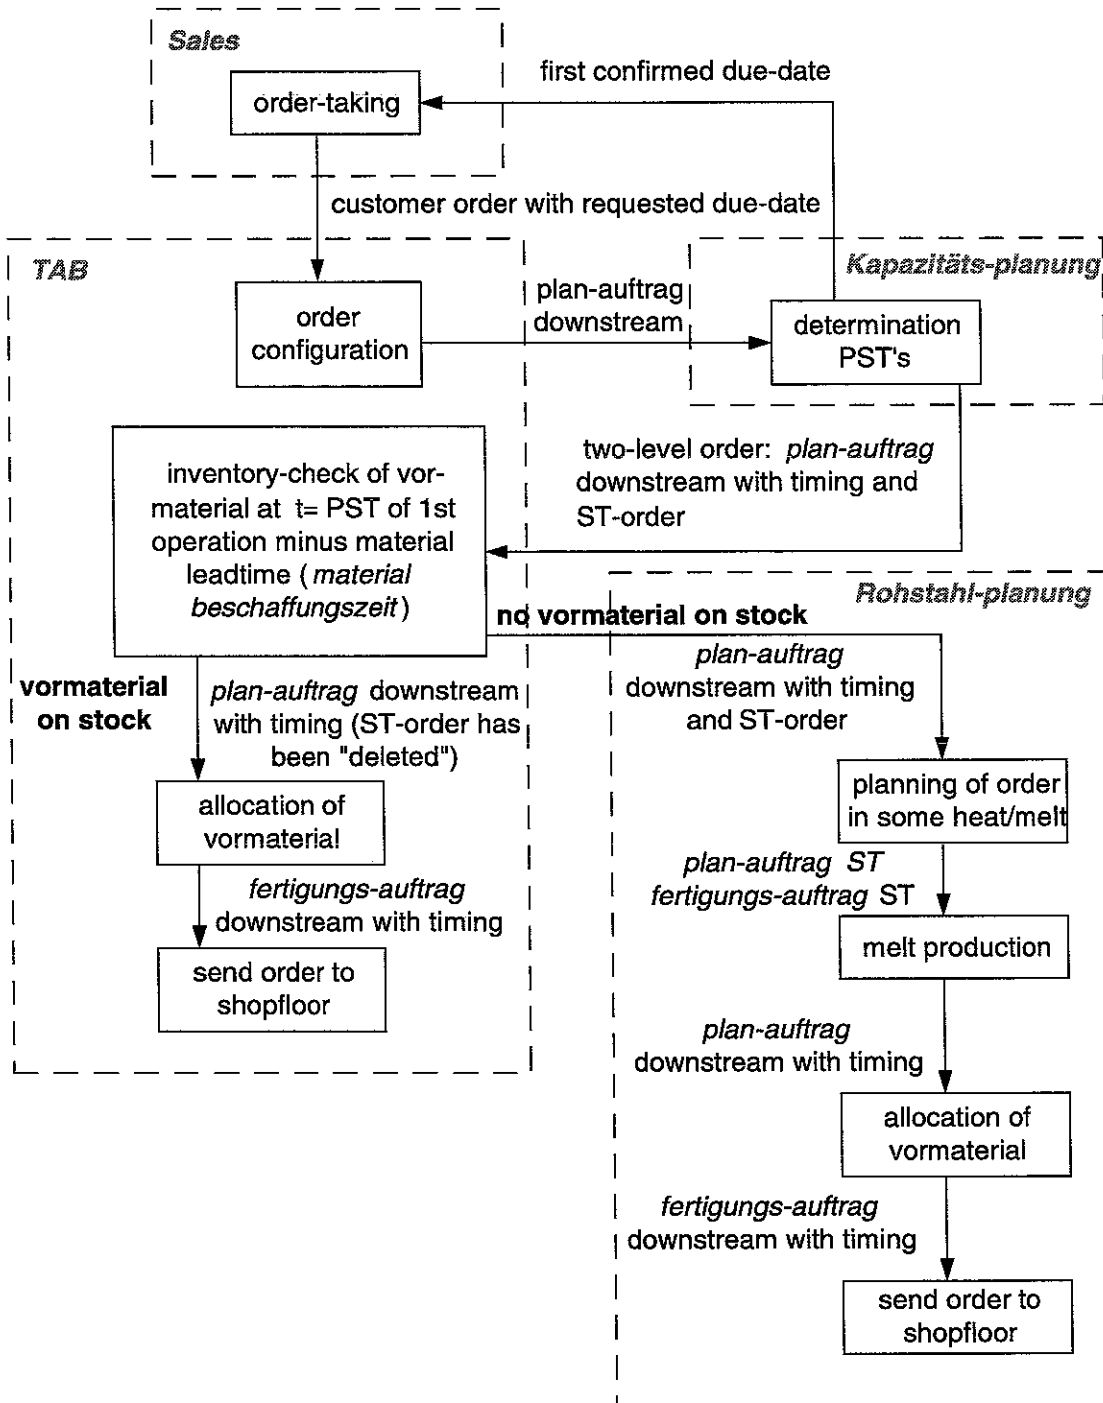 Sales
first confirmed due-date
order-taking
customer order with requested due-date
TAB
Kapazitäts-planung
plan-auftrag
downstream
order
configuration
determination
PST's
two-level order: plan-auftrag
downstream with timing and
ST-order
inventory-check of vor-
material at t= PST of 1st
operation minus material
leadtime ( material
beschaffungszeit )
Rohstahl-planung
no vormaterial on stock
vormaterial
on stock
plan-auftrag downstream
with timing (ST-order has
been "deleted")
plan-auftrag
downstream with timing
and ST-order
allocation of
vormaterial
planning of order
in some heat/melt
fertigungs-auftrag
downstream with timing
plan-auftrag ST
fertigungs-auftrag ST
send order to
shopfloor
melt production
plan-auftrag
downstream with timing
allocation of
vormaterial
fertigungs-auftrag
downstream with timing
send order to
shopfloor